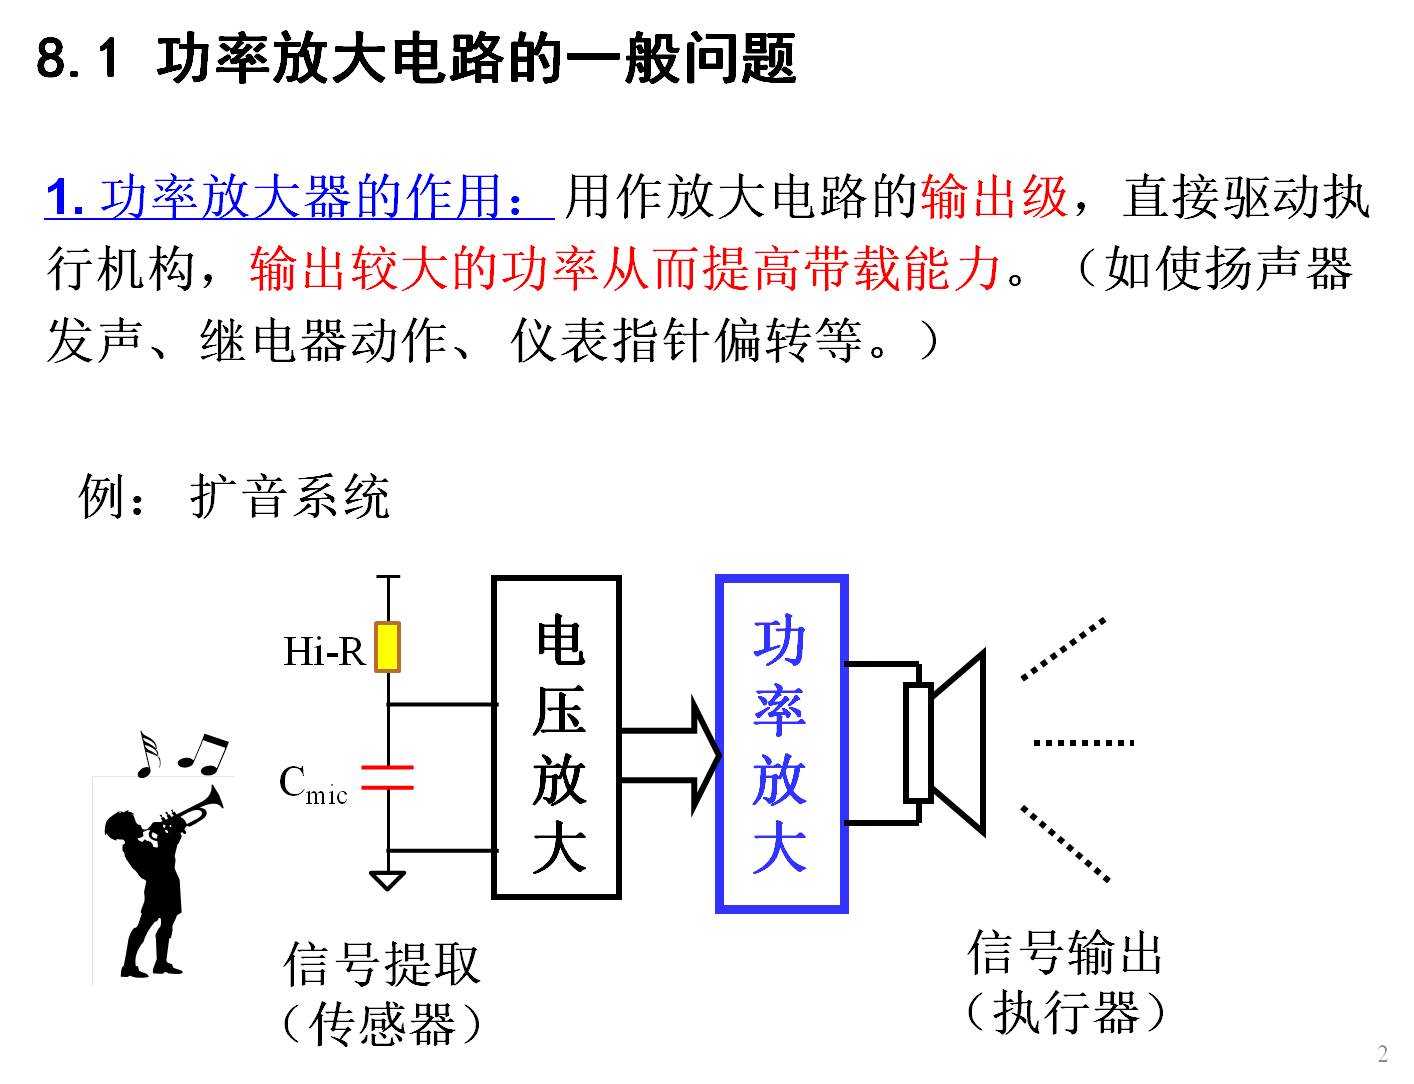 8.1 功率放大电路的一般问题
1. 功率放大器的作用：用作放大电路的输出级，直接驱动执
行机构，输出较大的功率从而提高带载能力。（如使扬声器
发声、继电器动作、 仪表指针偏转等。）
例： 扩音系统
Hi-R
Cmic
电压放大
功率放大
信号提取
（传感器）
信号输出
（执行器）
2